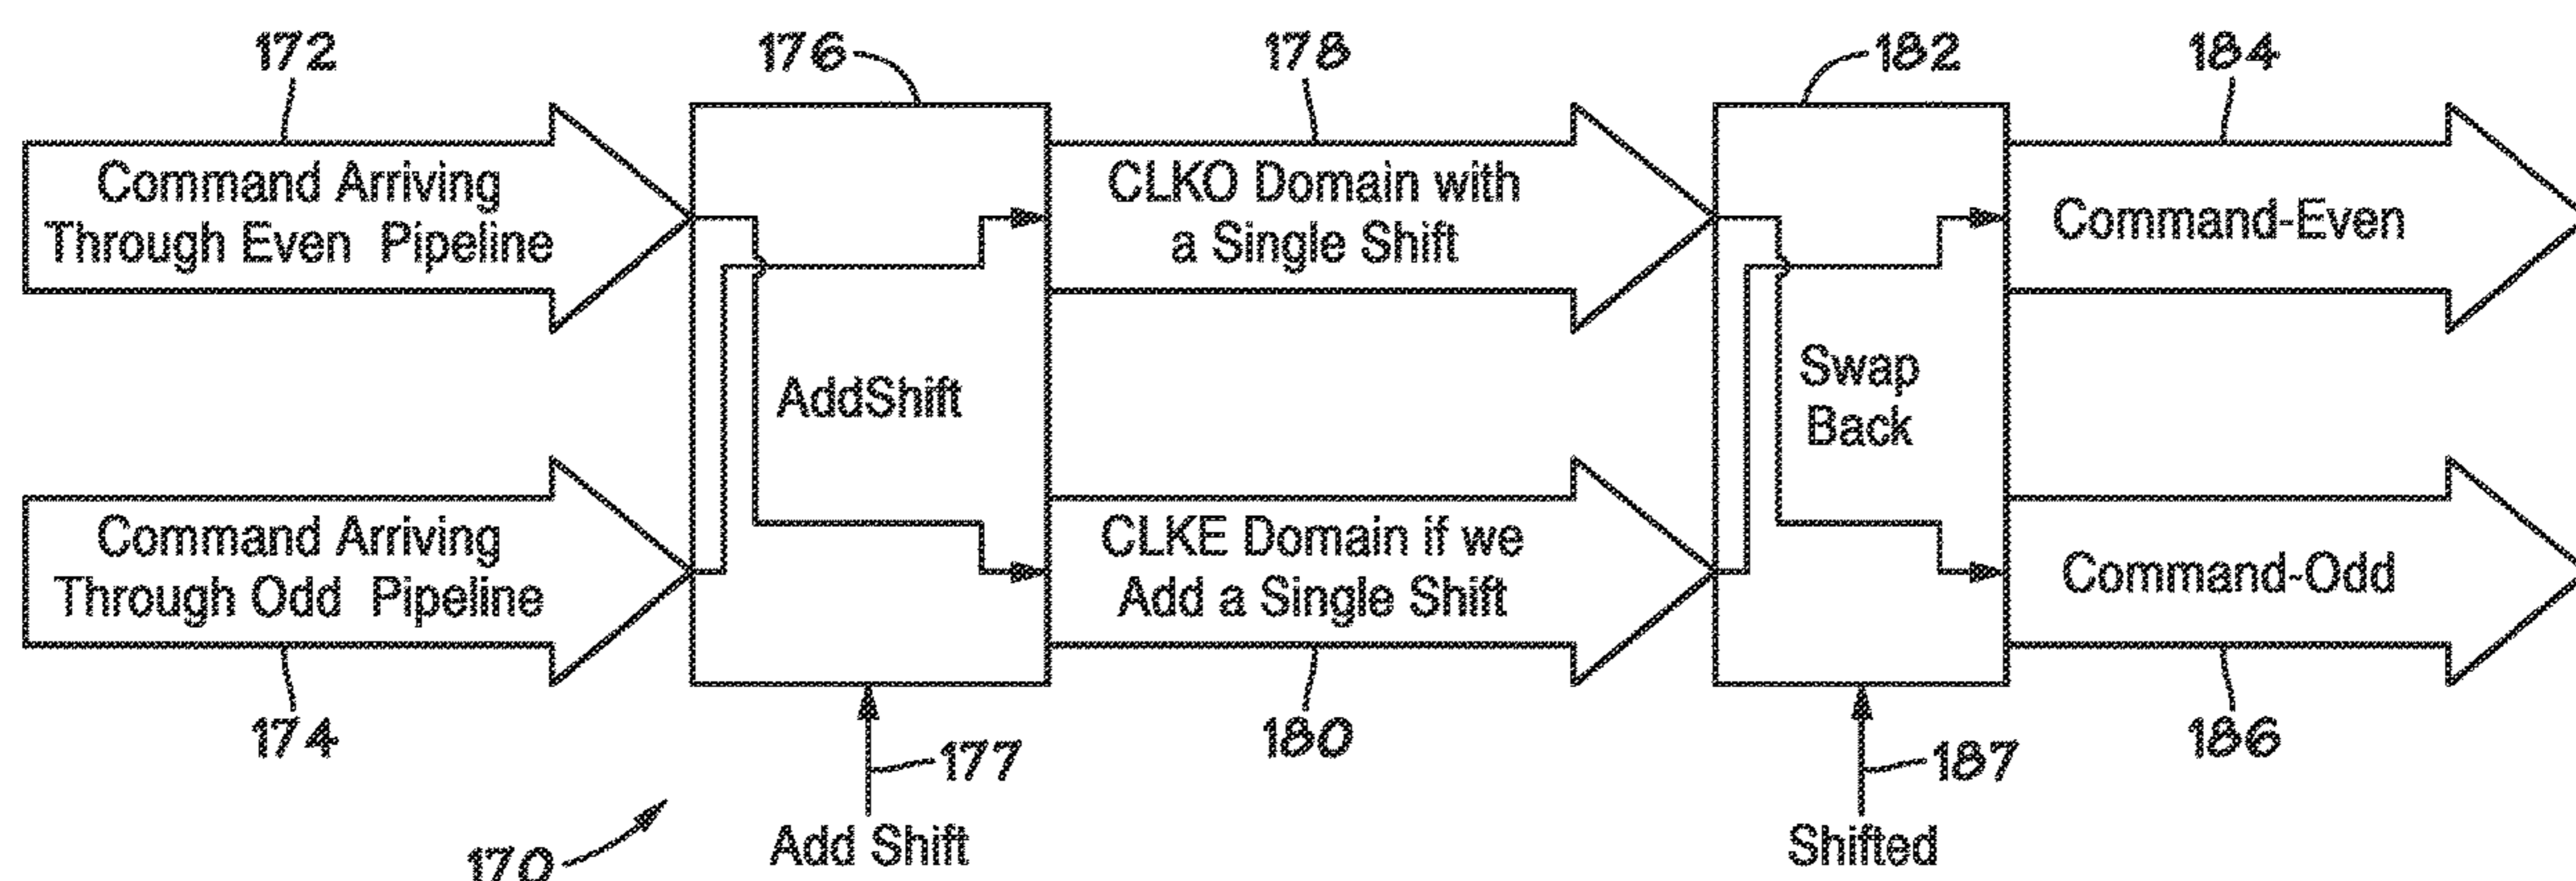 172
176
178
182
184
Command Arriving
Through Even Pipeline
CLKO Domain with
a Single Shift
Command-Even
AddShift
Swap
Back
Command Arriving
Through Odd Pipeline
CLKE Domain if we
Add a Single Shift
Command-Odd
174
177
180
187
186
170
Add Shift
Shifted